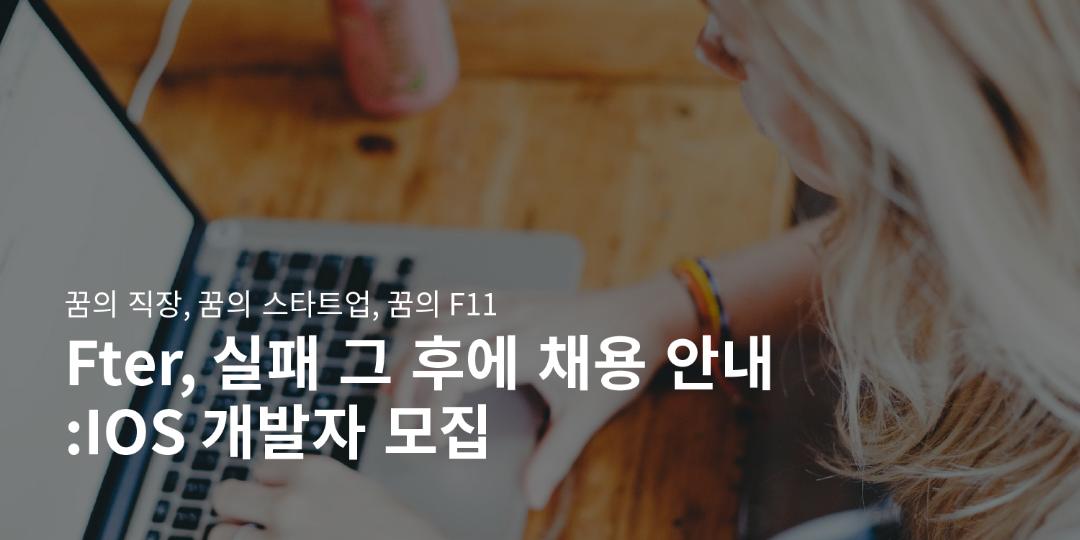 꿈의 직장, 꿈의 스타트업, 꿈의 F11
Fter, 실패 그 후에 채용 안내
:IOS 개발자 모집